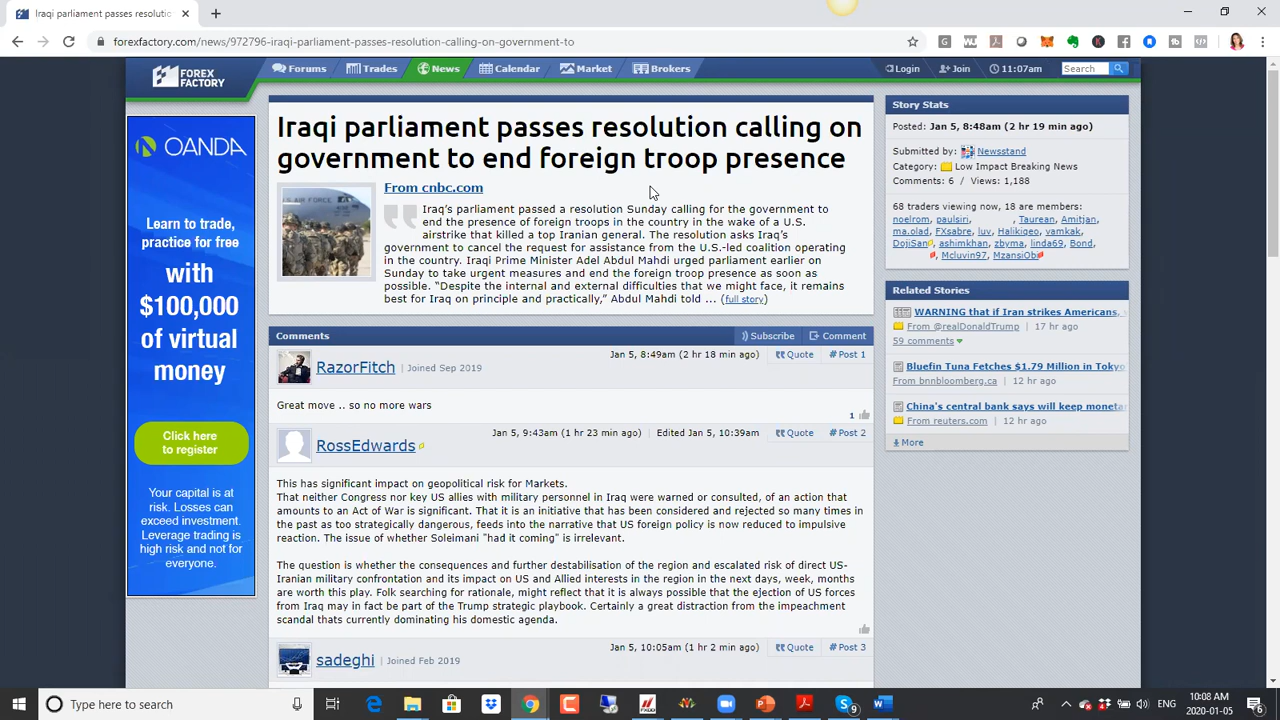 Iraqi parliament passes resolutio
forexfactory.com/news/972796-iraqi-parliament-passes-resolution-calling-on-government-to
FOREX
FACTORY
Forums
Trades
News
Calendar
Market
Brokers
Login
Join
11:07am
Search
OANDA
Learn to trade,
practice for free
with
$100,000
of virtual
money
Click here
to register
Your capital is at
risk. Losses can
exceed investment.
Leverage trading is
high risk and not for
everyone.
Iraqi parliament passes resolution calling on
government to end foreign troop presence
From cnbc.com
Iraq's parliament passed a resolution Sunday calling for the government to
end the presence of foreign troops in the country in the wake of a U.S.
airstrike that killed a top Iranian general. The resolution asks Iraq's
government to cancel the request for assistance from the U.S.-led coalition operating
in the country. Iraqi Prime Minister Adel Abdul Mahdi urged parliament earlier on
Sunday to take urgent measures and end the foreign troop presence as soon as
possible. "Despite the internal and external difficulties that we might face, it remains
best for Iraq on principle and practically," Abdul Mahdi told ... (full story)
Comments
Subscribe
Comment
Jan 5, 8:49am (2 hr 18 min ago)
Quote
# Post 1
RazorFitch | Joined Sep 2019
Great move .. so no more wars
1
Jan 5, 9:43am (1 hr 23 min ago) | Edited Jan 5, 10:39am
Quote
# Post 2
RossEdwards
This has significant impact on geopolitical risk for Markets.
That neither Congress nor key US allies with military personnel in Iraq were warned or consulted, of an action that
amounts to an Act of War is significant. That it is an initiative that has been considered and rejected so many times in
the past as too strategically dangerous, feeds into the narrative that US foreign policy is now reduced to impulsive
reaction. The issue of whether Soleimani "had it coming" is irrelevant.
The question is whether the consequences and further destabilisation of the region and escalated risk of direct US-
Iranian military confrontation and its impact on US and Allied interests in the region in the next days, week, months
are worth this play. Folk searching for rationale, might reflect that it is always possible that the ejection of US forces
from Iraq may in fact be part of the Trump strategic playbook. Certainly a great distraction from the impeachment
scandal thats currently dominating his domestic agenda.
Jan 5, 10:05am (1 hr 2 min ago)
Quote
# Post 3
sadeghi | Joined Feb 2019
Story Stats
Posted: Jan 5, 8:48am (2 hr 19 min ago)
Submitted by: Newsstand
Category: Low Impact Breaking News
Comments: 6 / Views: 1,188
68 traders viewing now, 18 are members:
noelrom, paulsiri, , Taurean, Amitjan,
ma.olad, FXsabre, luv, Halikiqeo, vamkak,
DojiSan, ashimkhan, zbyma, linda69, Bond,
, Mcluvin97, MzansiObi
Related Stories
WARNING that if Iran strikes Americans,
From @realDonaldTrump | 17 hr ago
59 comments
Bluefin Tuna Fetches $1.79 Million in Tokyo
From bnnbloomberg.ca | 12 hr ago
China's central bank says will keep moneta
From reuters.com | 12 hr ago
More
Type here to search
9
ENG
10:08 AM
2020-01-05
6